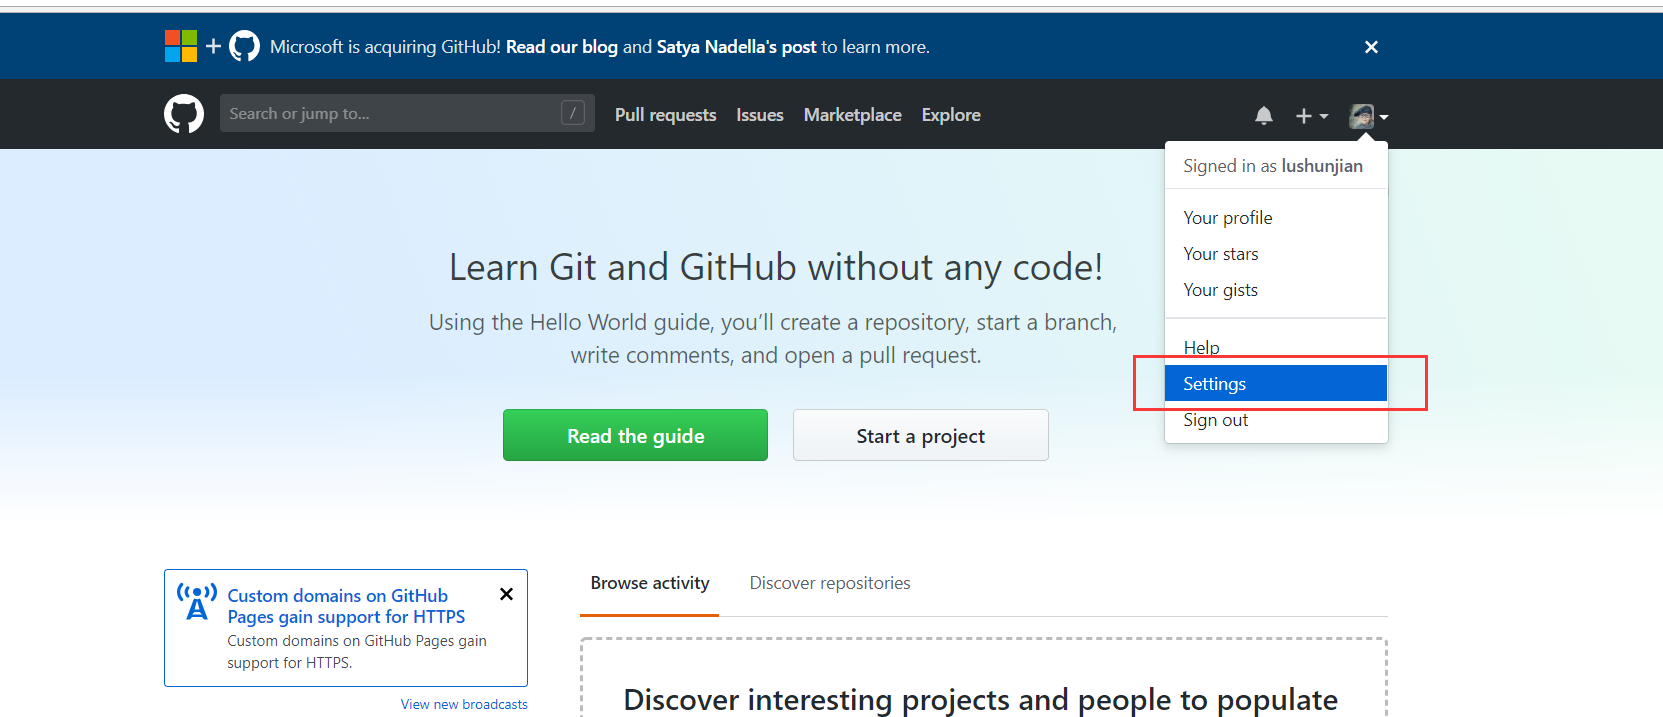 Microsoft is acquiring GitHub! Read our blog and Satya Nadella's post to learn more.
Search or jump to...
/
Pull requests
Issues
Marketplace
Explore
Signed in as lushunjian
Your profile
Your stars
Your gists
Help
Settings
Sign out
Learn Git and GitHub without any code!
Using the Hello World guide, you’ll create a repository, start a branch,
write comments, and open a pull request.
Read the guide
Start a project
Custom domains on GitHub
Pages gain support for HTTPS
Custom domains on GitHub Pages gain
support for HTTPS.
View new broadcasts
Browse activity
Discover repositories
Discover interesting projects and people to populate